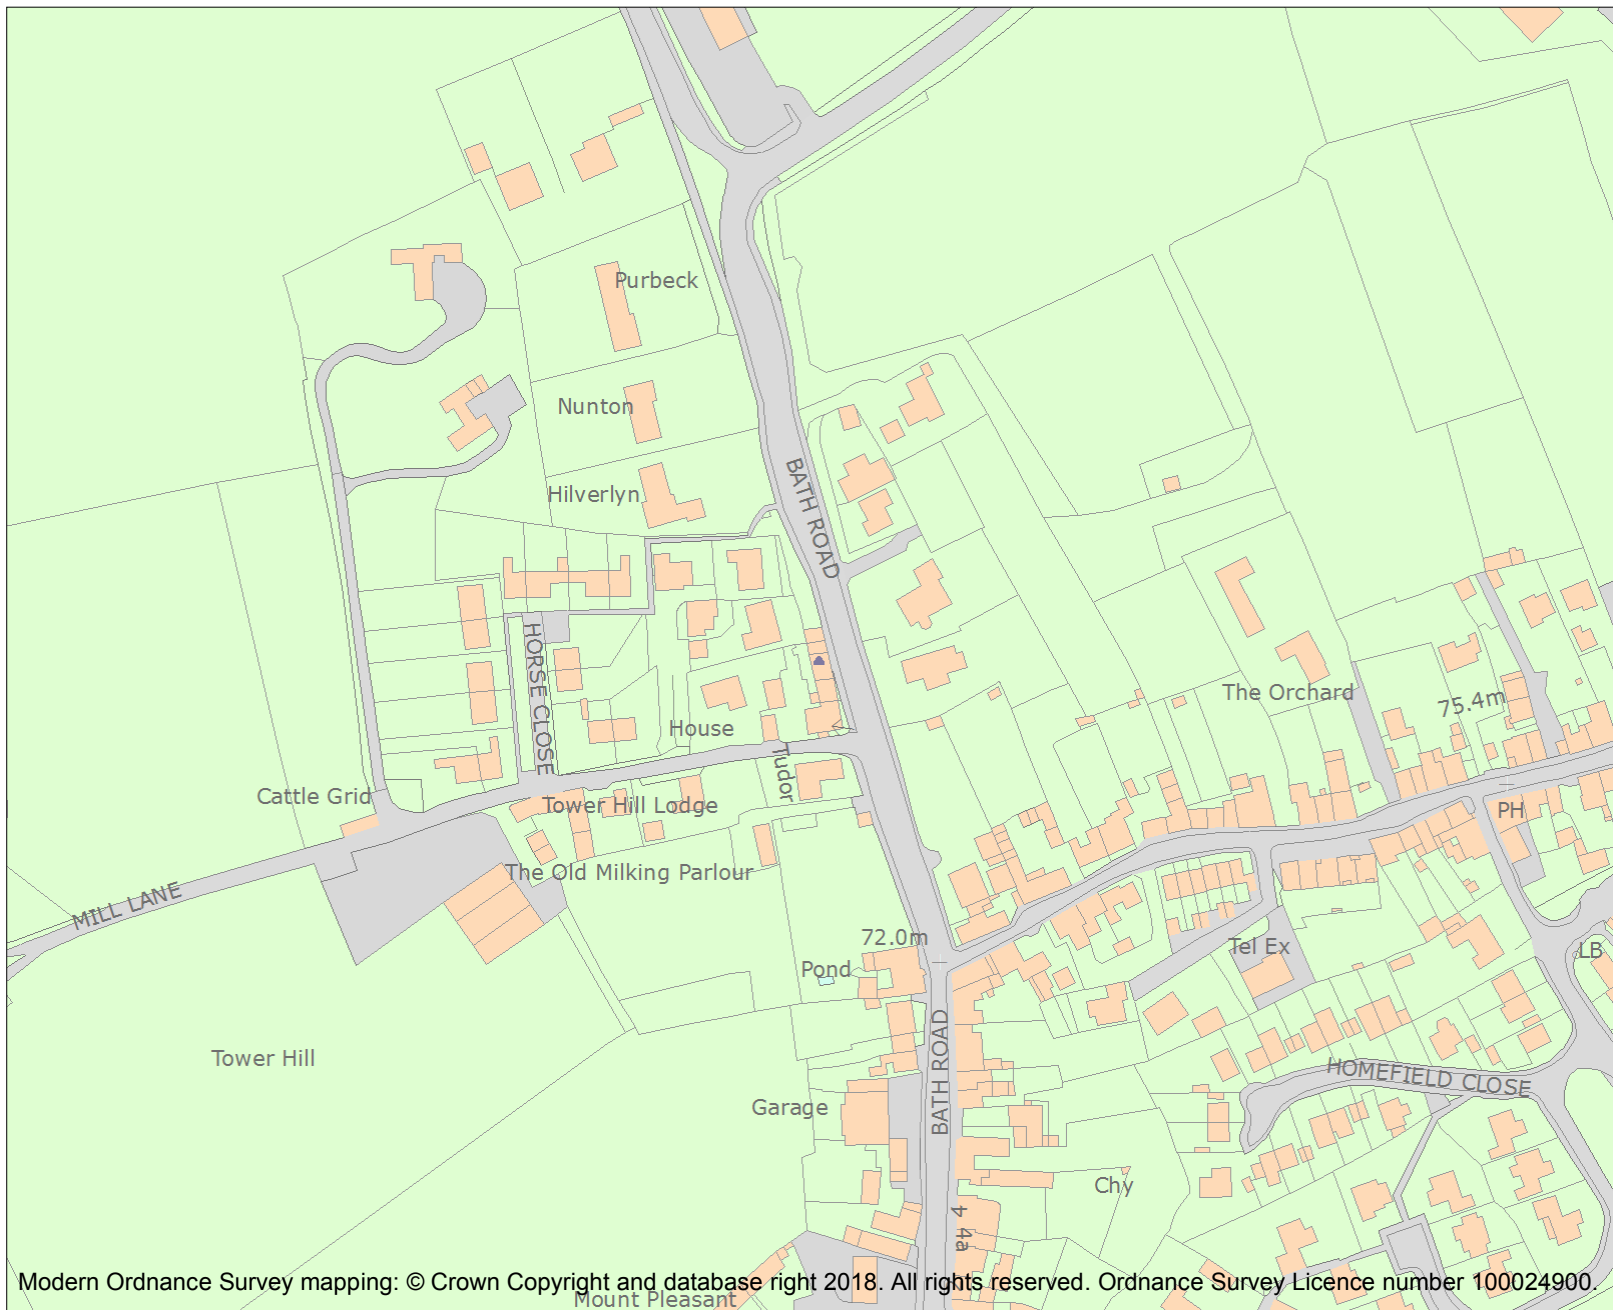 Purbeck
Nunton
Hilverlyn
BATH ROAD
HORSE CLOSE
House
Tudor
The Orchard
75.4m
Cattle Grid
Tower Hill Lodge
PH
The Old Milking Parlour
MILL LANE
72.0m
Tel Ex
LB
Pond
Tower Hill
BATH ROAD
HOMEFIELD CLOSE
Garage
Chy
4
4a
Modern Ordnance Survey mapping: © Crown Copyright and database right 2018. All rights reserved. Ordnance Survey Licence number 100024900.
Mount Pleasant